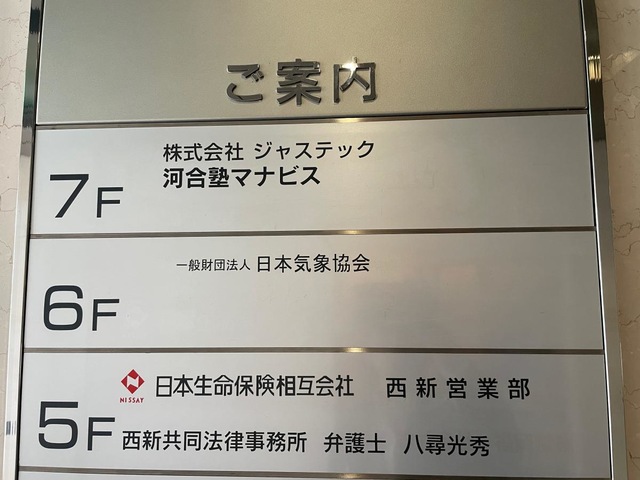 ご案内
7F
株式会社 ジャステック
河合塾マナビス
6F
一般財団法人 日本気象協会
5F
NISSAY 日本生命保険相互会社 西新営業部
西新共同法律事務所 弁護士 八尋光秀